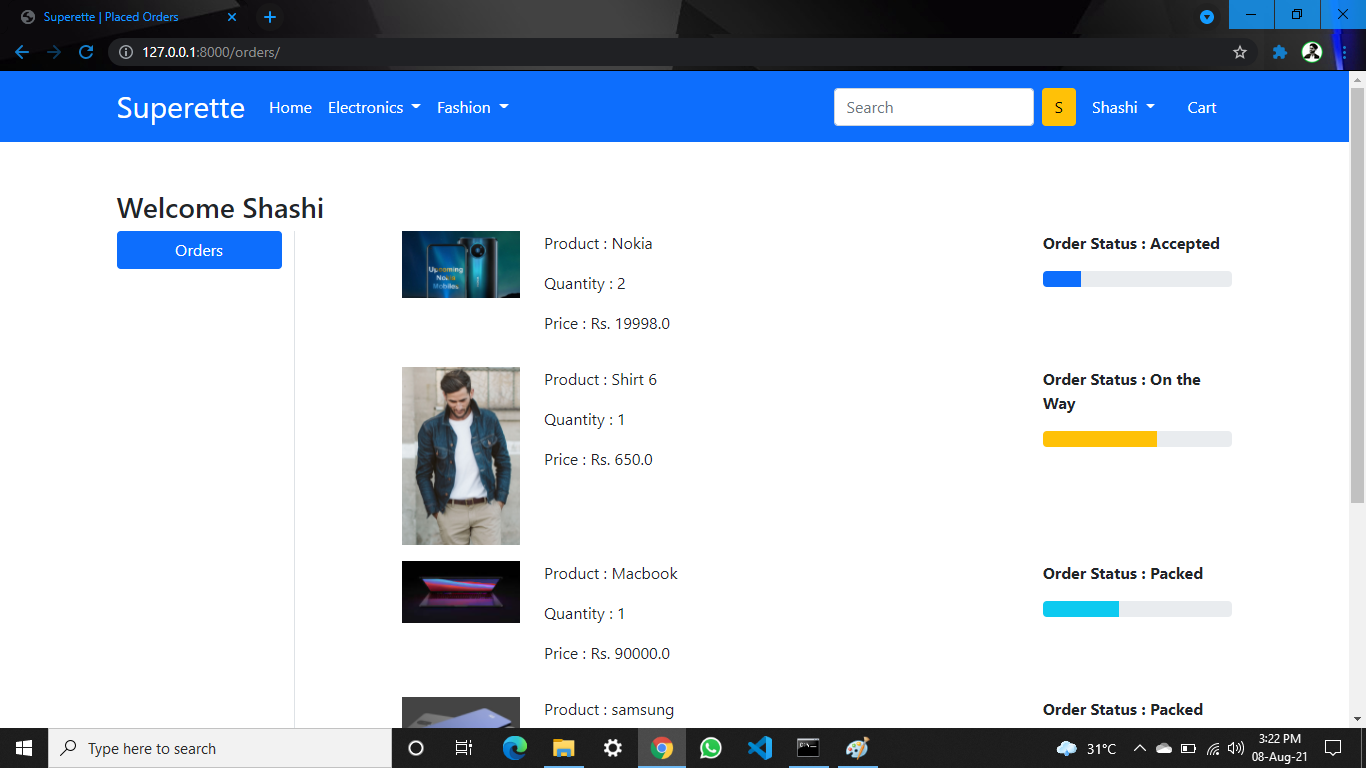 Superette | Placed Orders
127.0.0.1:8000/orders/
Superette Home Electronics Fashion Search S Shashi Cart
Welcome Shashi
Orders
Upcoming
Nokia
Mobiles
Product : Nokia
Quantity : 2
Price : Rs. 19998.0
Order Status : Accepted
Product : Shirt 6
Quantity : 1
Price : Rs. 650.0
Order Status : On the
Way
Product : Macbook
Quantity : 1
Price : Rs. 90000.0
Order Status : Packed
Product : samsung
Order Status : Packed
Type here to search
31°C
3:22 PM
08-Aug-21